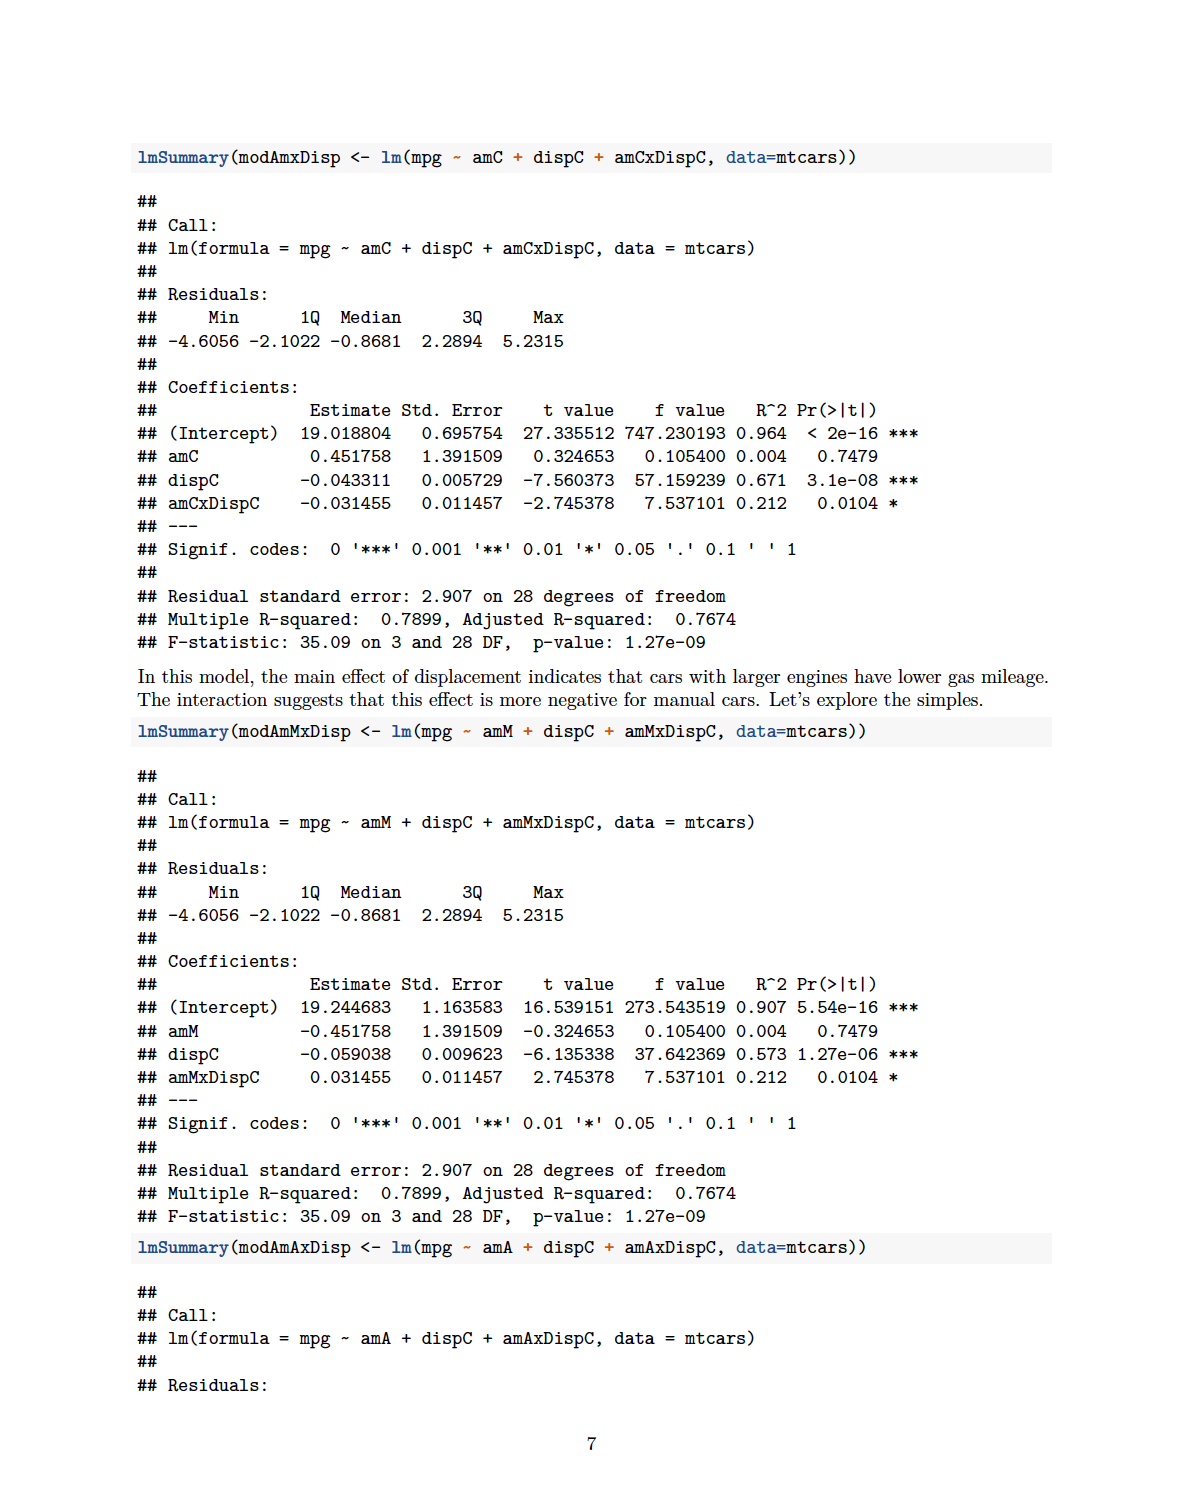 lmSummary(modAmxDisp <- lm(mpg ~ amC + dispC + amCxDispC, data=mtcars))
##
## Call:
## lm(formula = mpg ~ amC + dispC + amCxDispC, data = mtcars)
##
## Residuals:
##     Min      1Q  Median      3Q     Max
## -4.6056 -2.1022 -0.8681  2.2894  5.2315
##
## Coefficients:
##               Estimate Std. Error    t value    f value   R^2 Pr(>|t|)
## (Intercept)  19.018804   0.695754  27.335512 747.230193 0.964  < 2e-16 ***
## amC           0.451758   1.391509   0.324653   0.105400 0.004   0.7479
## dispC        -0.043311   0.005729  -7.560373  57.159239 0.671  3.1e-08 ***
## amCxDispC    -0.031455   0.011457  -2.745378   7.537101 0.212   0.0104 *
## ---
## Signif. codes:  0 '***' 0.001 '**' 0.01 '*' 0.05 '.' 0.1 ' ' 1
##
## Residual standard error: 2.907 on 28 degrees of freedom
## Multiple R-squared:  0.7899, Adjusted R-squared:  0.7674
## F-statistic: 35.09 on 3 and 28 DF,  p-value: 1.27e-09
In this model, the main effect of displacement indicates that cars with larger engines have lower gas mileage.
The interaction suggests that this effect is more negative for manual cars. Let's explore the simples.
lmSummary(modAmMxDisp <- lm(mpg ~ amM + dispC + amMxDispC, data=mtcars))
##
## Call:
## lm(formula = mpg ~ amM + dispC + amMxDispC, data = mtcars)
##
## Residuals:
##     Min      1Q  Median      3Q     Max
## -4.6056 -2.1022 -0.8681  2.2894  5.2315
##
## Coefficients:
##               Estimate Std. Error    t value    f value   R^2 Pr(>|t|)
## (Intercept)  19.244683   1.163583  16.539151 273.543519 0.907 5.54e-16 ***
## amM          -0.451758   1.391509  -0.324653   0.105400 0.004   0.7479
## dispC        -0.059038   0.009623  -6.135338  37.642369 0.573 1.27e-06 ***
## amMxDispC     0.031455   0.011457   2.745378   7.537101 0.212   0.0104 *
## ---
## Signif. codes:  0 '***' 0.001 '**' 0.01 '*' 0.05 '.' 0.1 ' ' 1
##
## Residual standard error: 2.907 on 28 degrees of freedom
## Multiple R-squared:  0.7899, Adjusted R-squared:  0.7674
## F-statistic: 35.09 on 3 and 28 DF,  p-value: 1.27e-09
lmSummary(modAmAxDisp <- lm(mpg ~ amA + dispC + amAxDispC, data=mtcars))
##
## Call:
## lm(formula = mpg ~ amA + dispC + amAxDispC, data = mtcars)
##
## Residuals:
7